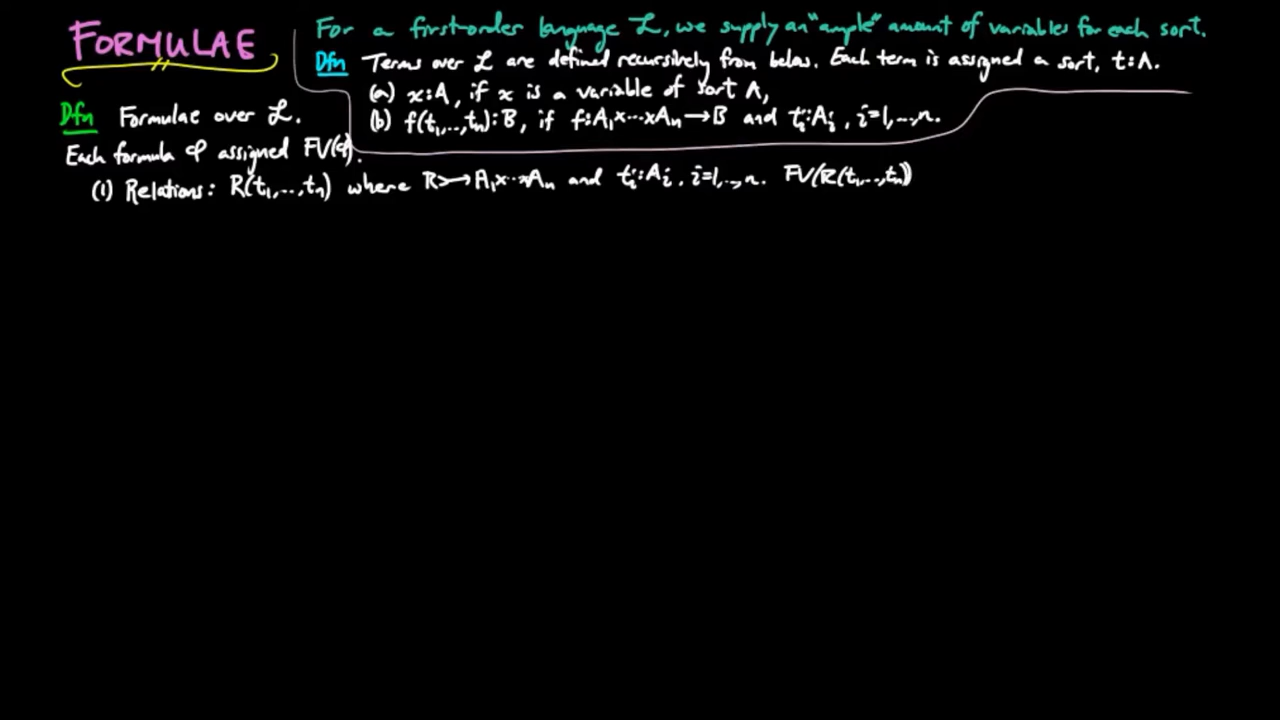 FORMULAE
For a first-order language L, we supply an "ample" amount of variables for each sort.
Dfn Terms over L are defined recursively from below. Each term is assigned a sort, t:A.
(a) x:A, if x is a variable of sort A,
(b) f(t₁,...,tₙ):B, if f:A₁×···×Aₙ→B and tᵢ:Aᵢ, i=1,...,n.
Dfn Formulae over L.
Each formula φ assigned FV(φ).
(1) Relations: R(t₁,...,tₙ) where R↣A₁×···×Aₙ and tᵢ:Aᵢ, i=1,...,n. FV(R(t₁,...,tₙ))